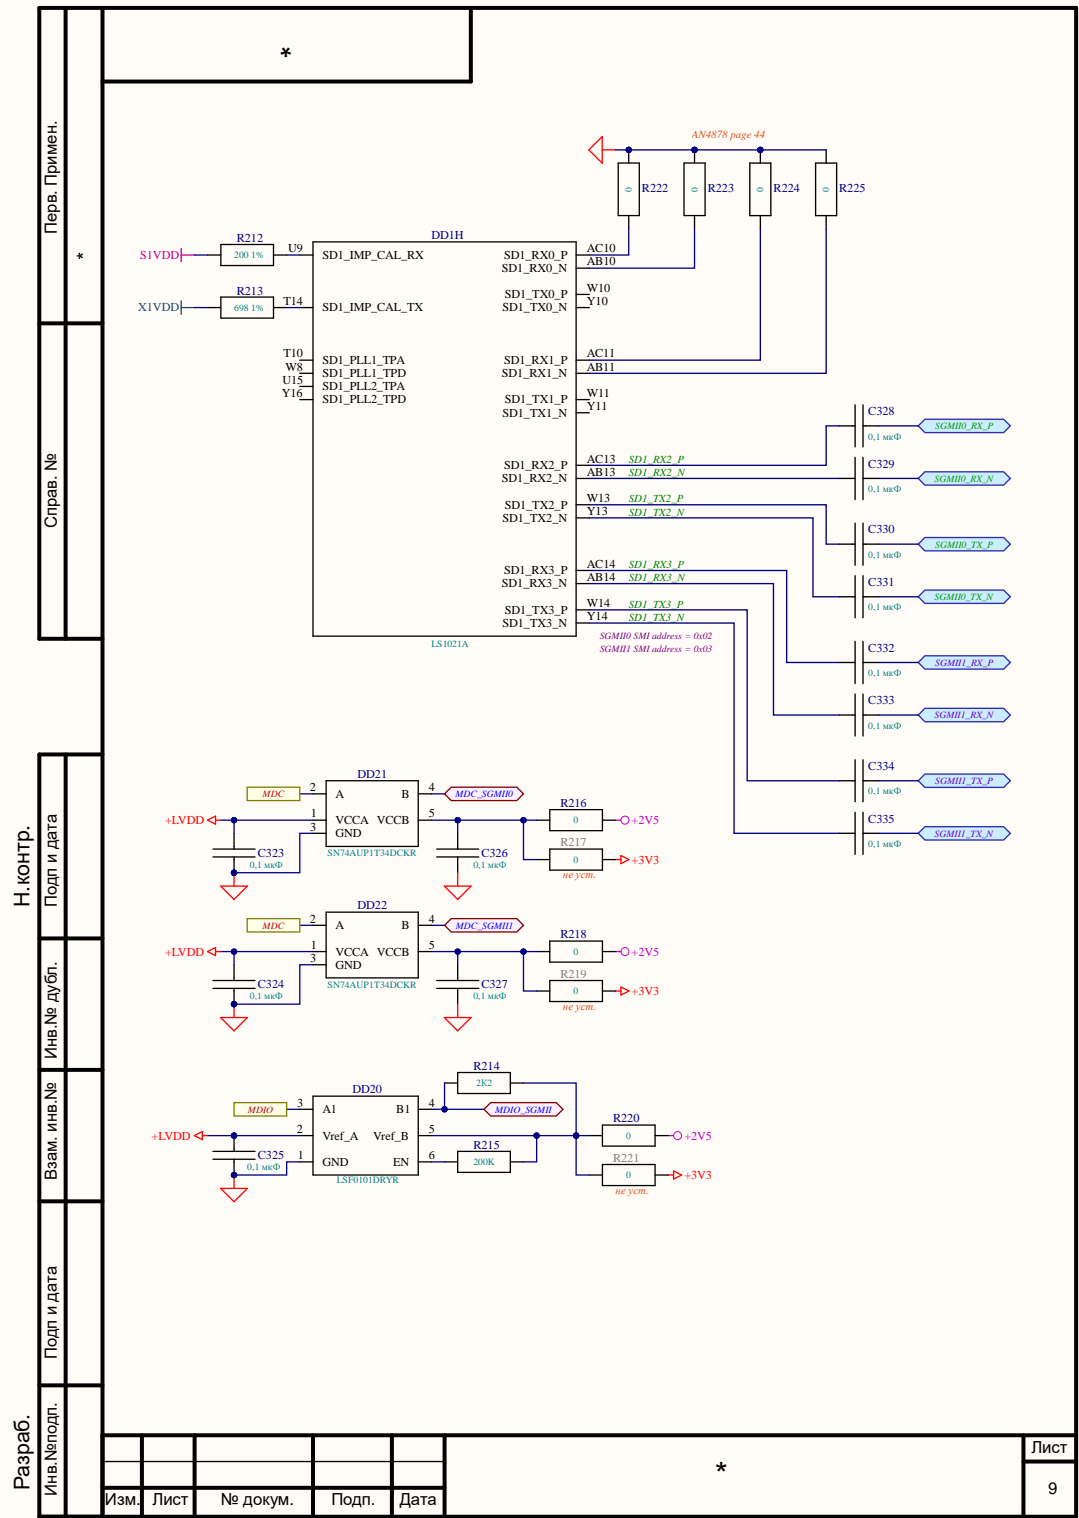 *
Перв. Примен.
*
Справ. №
Н.контр.
Подп и дата
Инв.№ дубл.
Взам. инв.№
Подп и дата
Разраб.
Инв.№подл.
AN4878 page 44
R222
0
R223
0
R224
0
R225
0
DD1H
S1VDD
R212
200 1%
U9
SD1_IMP_CAL_RX
X1VDD
R213
698 1%
T14
SD1_IMP_CAL_TX
T10
SD1_PLL1_TPA
W8
SD1_PLL1_TPD
U15
SD1_PLL2_TPA
Y16
SD1_PLL2_TPD
SD1_RX0_P
AC10
SD1_RX0_N
AB10
SD1_TX0_P
W10
SD1_TX0_N
Y10
SD1_RX1_P
AC11
SD1_RX1_N
AB11
SD1_TX1_P
W11
SD1_TX1_N
Y11
SD1_RX2_P
AC13
SD1_RX2_P
SD1_RX2_N
AB13
SD1_RX2_N
SD1_TX2_P
W13
SD1_TX2_P
SD1_TX2_N
Y13
SD1_TX2_N
SD1_RX3_P
AC14
SD1_RX3_P
SD1_RX3_N
AB14
SD1_RX3_N
SD1_TX3_P
W14
SD1_TX3_P
SD1_TX3_N
Y14
SD1_TX3_N
LS1021A
SGMII0 SMI address = 0x02
SGMII1 SMI address = 0x03
C328
0,1 мкФ
SGMII0_RX_P
C329
0,1 мкФ
SGMII0_RX_N
C330
0,1 мкФ
SGMII0_TX_P
C331
0,1 мкФ
SGMII0_TX_N
C332
0,1 мкФ
SGMII1_RX_P
C333
0,1 мкФ
SGMII1_RX_N
C334
0,1 мкФ
SGMII1_TX_P
C335
0,1 мкФ
SGMII1_TX_N
DD21
MDC
2
A
B
4
MDC_SGMII0
+LVDD
1
VCCA
VCCB
5
3
GND
SN74AUP1T34DCKR
C323
0,1 мкФ
C326
0,1 мкФ
R216
0
+2V5
R217
0
+3V3
не уст.
DD22
MDC
2
A
B
4
MDC_SGMII1
+LVDD
1
VCCA
VCCB
5
3
GND
SN74AUP1T34DCKR
C324
0,1 мкФ
C327
0,1 мкФ
R218
0
+2V5
R219
0
+3V3
не уст.
DD20
R214
2K2
MDIO
3
A1
B1
4
MDIO_SGMII
+LVDD
2
Vref_A
Vref_B
5
1
GND
EN
6
LSF0101DRYR
C325
0,1 мкФ
R215
200K
R220
0
+2V5
R221
0
+3V3
не уст.
Изм.
Лист
№ докум.
Подп.
Дата
*
Лист
9